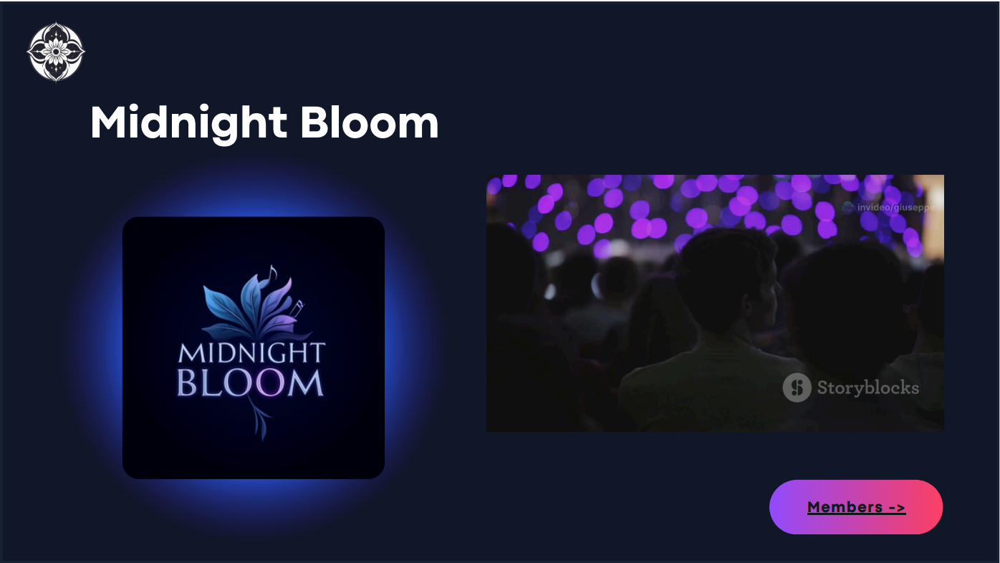 Midnight Bloom
MIDNIGHT
BLOOM
invideo/giuseppe
Storyblocks
Members ->